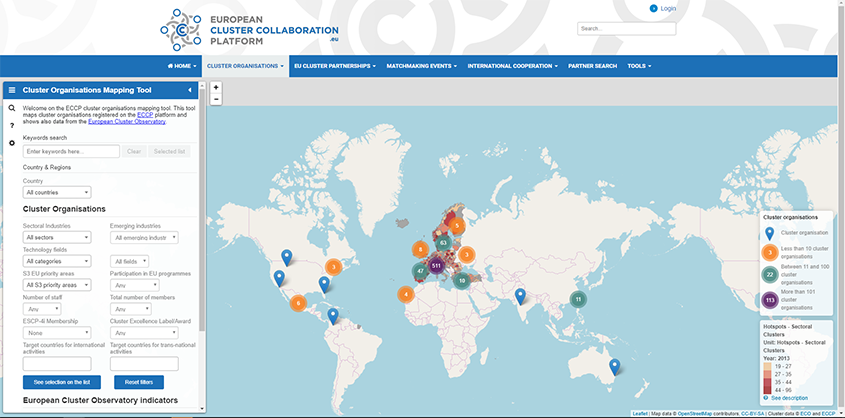 Login
EUROPEAN
CLUSTER COLLABORATION
PLATFORM
.eu
Search...
HOME
CLUSTER ORGANISATIONS
EU CLUSTER PARTNERSHIPS
MATCHMAKING EVENTS
INTERNATIONAL COOPERATION
PARTNER SEARCH
TOOLS
Cluster Organisations Mapping Tool
+
−
Welcome on the ECCP cluster organisations mapping tool. This tool
maps cluster organisations registered on the ECCP platform and
shows also data from the European Cluster Observatory.
?
Keywords search
Enter keywords here...
Clear
Selected list
Country & Regions
Country
All countries
Cluster Organisations
Sectoral Industries
Emerging industries
All sectors
All emerging industr
Technology fields
All categories
All fields
S3 EU priority areas
Participation in EU programmes
All S3 priority areas
Any
Number of staff
Total number of members
Any
Any
ESCP-4i Membership
Cluster Excellence Label/Award
None
Any
Target countries for international
activities
Target countries for trans-national
activities
See selection on the list
Reset filters
European Cluster Observatory indicators
5
63
8
3
511
3
47
10
4
6
11
Cluster organisations
Cluster organisation
3
Less than 10 cluster
organisations
22
Between 11 and 100
cluster
organisations
113
More than 101
cluster
organisations
Hotspots - Sectoral
Clusters
Unit: Hotspots - Sectoral
Clusters
Year: 2013
19 - 27
27 - 35
35 - 44
44 - 96
See description
Leaflet | Map data © OpenStreetMap contributors, CC-BY-SA | Cluster data © ECO and ECCP